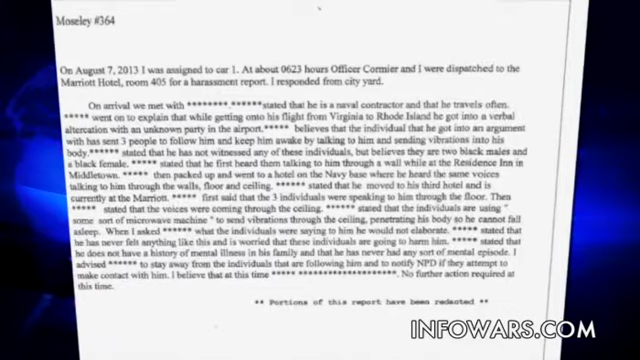 Moseley #364
On August 7, 2013 I was assigned to car 1. At about 0623 hours Officer Cormier and I were dispatched to the
Marriott Hotel, room 405 for a harassment report. I responded from city yard.
On arrival we met with ******** ******stated that he is a naval contractor and that he travels often.
***** went on to explain that while getting onto his flight from Virginia to Rhode Island he got into a verbal
altercation with an unknown party in the airport.***** believes that the individual that he got into an argument
with has sent 3 people to follow him and keep him awake by talking to him and sending vibrations into his
body.****** stated that he has not witnessed any of these individuals, but believes they are two black males and
a black female. ***** stated that he first heard them talking to him through a wall while at the Residence Inn in
Middletown. ***** then packed up and went to a hotel on the Navy base where he heard the same voices
talking to him through the walls, floor and ceiling. ****** stated that he moved to his third hotel and is
currently at the Marriott. ***** first said that the 3 individuals were speaking to him through the floor. Then
***** stated that the voices were coming through the ceiling. ****** stated that the individuals are using "
some sort of microwave machine" to send vibrations through the ceiling, penetrating his body so he cannot fall
asleep. When I asked ****** what the individuals were saying to him he would not elaborate. ***** stated that
he has never felt anything like this and is worried that these individuals are going to harm him. ***** stated that
he does not have a history of mental illness in his family and that he has never had any sort of mental episode. I
advised ****** to stay away from the individuals that are following him and to notify NPD if they attempt to
make contact with him. I believe that at this time ***** *********************. No further action required at
this time.
** Portions of this report have been redacted **
INFOWARS.COM